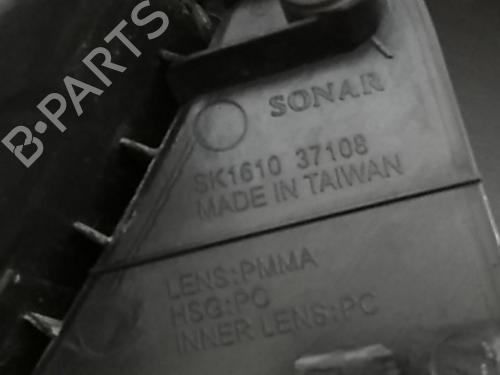 B-PARTS
SONAR
SK1610 37108
MADE IN TAIWAN
LENS:PMMA
HSG:PC
INNER LENS:PC